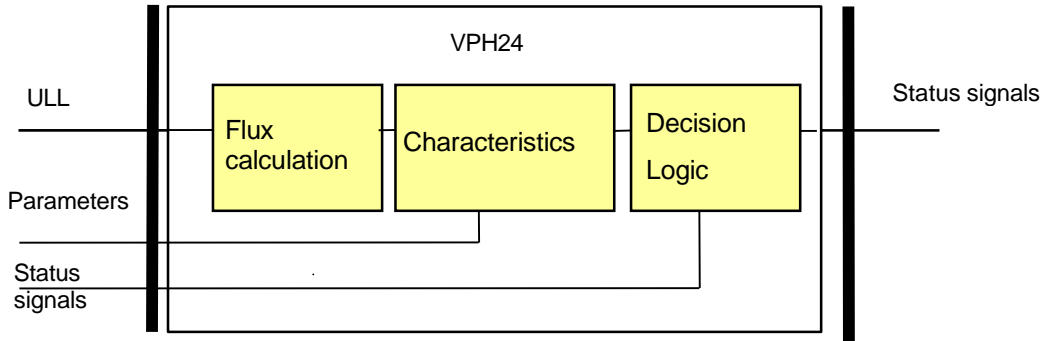 VPH24
ULL
Status signals
Flux
calculation
Characteristics
Decision
Logic
Parameters
Status
signals